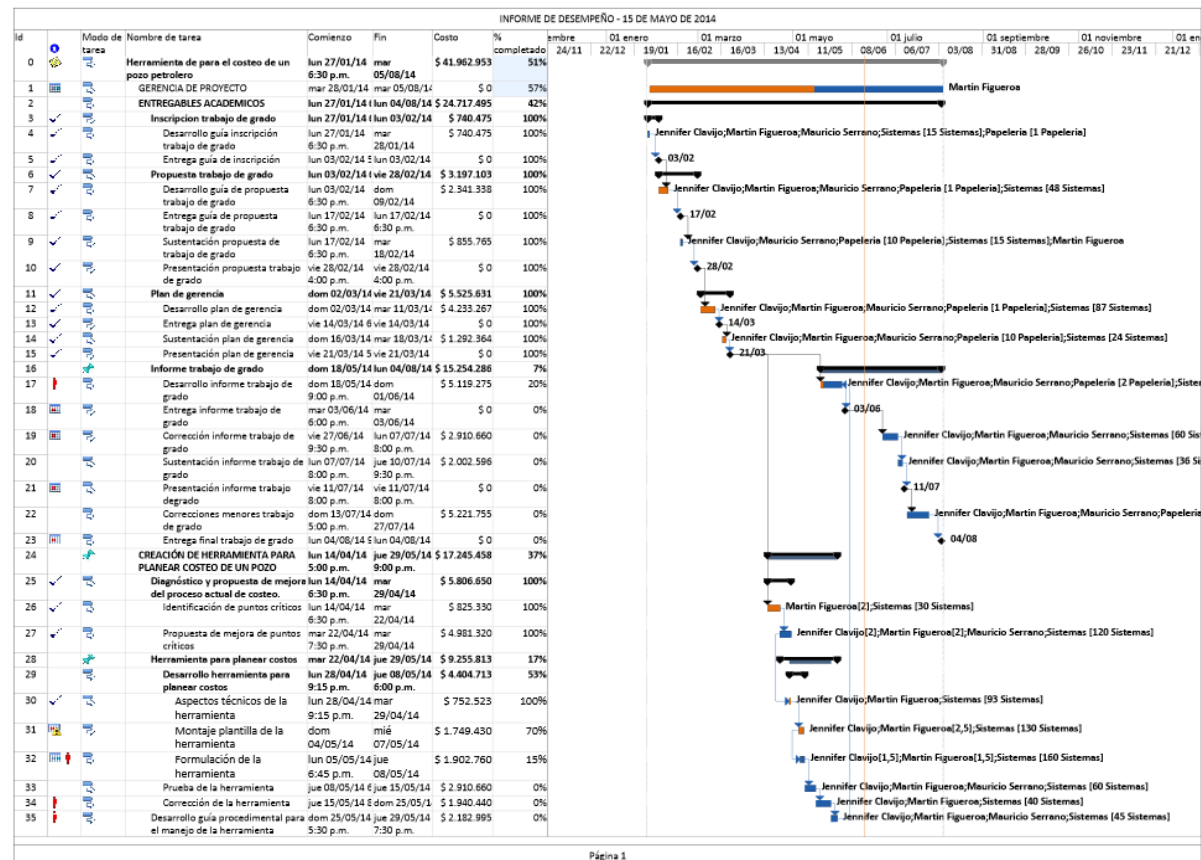 INFORME DE DESEMPEÑO - 15 DE MAYO DE 2014
Id Modo de tarea Nombre de tarea Comienzo Fin Costo % completado
embre 01 enero 01 marzo 01 mayo 01 julio 01 septiembre 01 noviembre 01 en
24/11 22/12 19/01 16/02 16/03 13/04 11/05 08/06 06/07 03/08 31/08 28/09 26/10 23/11 21/12
0 Herramienta de para el costeo de un lun 27/01/14 mar $ 41.962.953 51%
pozo petrolero 6:30 p.m. 05/08/14
1 GERENCIA DE PROYECTO mar 28/01/14 mar 05/08/14 $ 0 57% Martin Figueroa
2 ENTREGABLES ACADEMICOS lun 27/01/14 lun 04/08/14 $ 24.717.495 42%
3 Inscripcion trabajo de grado lun 27/01/14 lun 03/02/14 $ 740.475 100%
4 Desarrollo guía inscripción lun 27/01/14 mar $ 740.475 100% Jennifer Clavijo;Martin Figueroa;Mauricio Serrano;Sistemas [15 Sistemas];Papeleria [1 Papeleria]
trabajo de grado 6:30 p.m. 28/01/14
5 Entrega guía de inscripción lun 03/02/14 5 lun 03/02/14 $ 0 100% 03/02
6 Propuesta trabajo de grado lun 03/02/14 vie 28/02/14 $ 3.197.103 100%
7 Desarrollo guía de propuesta lun 03/02/14 dom $ 2.341.338 100% Jennifer Clavijo;Martin Figueroa;Mauricio Serrano;Papeleria [1 Papeleria];Sistemas [48 Sistemas]
trabajo de grado 6:30 p.m. 09/02/14
8 Entrega guía de propuesta lun 17/02/14 lun 17/02/14 $ 0 100% 17/02
trabajo de grado 6:30 p.m. 6:30 p.m.
9 Sustentación propuesta de lun 17/02/14 mar $ 855.765 100% Jennifer Clavijo;Mauricio Serrano;Papeleria [10 Papeleria];Sistemas [15 Sistemas];Martin Figueroa
trabajo de grado 6:30 p.m. 18/02/14
10 Presentación propuesta trabajo vie 28/02/14 vie 28/02/14 $ 0 100% 28/02
de grado 4:00 p.m. 4:00 p.m.
11 Plan de gerencia dom 02/03/14 vie 21/03/14 $ 5.525.631 100%
12 Desarrollo plan de gerencia dom 02/03/14 mar 11/03/14 $ 4.233.267 100% Jennifer Clavijo;Martin Figueroa;Mauricio Serrano;Papeleria [1 Papeleria];Sistemas [87 Sistemas]
13 Entrega plan de gerencia vie 14/03/14 6 vie 14/03/14 $ 0 100% 14/03
14 Sustentación plan de gerencia dom 16/03/14 mar 18/03/14 $ 1.292.364 100% Jennifer Clavijo;Martin Figueroa;Mauricio Serrano;Papeleria [10 Papeleria];Sistemas [24 Sistemas]
15 Presentación plan de gerencia vie 21/03/14 5 vie 21/03/14 $ 0 100% 21/03
16 Informe trabajo de grado dom 18/05/14 lun 04/08/14 $ 15.254.286 7%
17 Desarrollo informe trabajo de dom 18/05/14 dom $ 5.119.275 20% Jennifer Clavijo;Martin Figueroa;Mauricio Serrano;Papeleria [2 Papeleria];Sistem
grado 9:00 p.m. 01/06/14
18 Entrega informe trabajo de mar 03/06/14 mar $ 0 0% 03/06
grado 6:00 p.m. 03/06/14
19 Corrección informe trabajo de vie 27/06/14 lun 07/07/14 $ 2.910.660 0% Jennifer Clavijo;Martin Figueroa;Mauricio Serrano;Sistemas [60 Sist
grado 9:30 p.m. 8:00 p.m.
20 Sustentación informe trabajo de lun 07/07/14 jue 10/07/14 $ 2.002.596 0% Jennifer Clavijo;Martin Figueroa;Mauricio Serrano;Sistemas [36 Si
grado 8:00 p.m. 9:30 p.m.
21 Presentación informe trabajo vie 11/07/14 vie 11/07/14 $ 0 0% 11/07
degrado 8:00 p.m. 8:00 p.m.
22 Correcciones menores trabajo dom 13/07/14 dom $ 5.221.755 0% Jennifer Clavijo;Martin Figueroa;Mauricio Serrano;Papeleria
de grado 5:00 p.m. 27/07/14
23 Entrega final trabajo de grado lun 04/08/14 lun 04/08/14 $ 0 0% 04/08
24 CREACIÓN DE HERRAMIENTA PARA lun 14/04/14 jue 29/05/14 $ 17.245.458 37%
PLANEAR COSTEO DE UN POZO 5:00 p.m. 9:00 p.m.
25 Diagnóstico y propuesta de mejora lun 14/04/14 mar $ 5.806.650 100%
del proceso actual de costeo. 6:30 p.m. 29/04/14
26 Identificación de puntos críticos lun 14/04/14 mar $ 825.330 100% Martin Figueroa[2];Sistemas [30 Sistemas]
6:30 p.m. 22/04/14
27 Propuesta de mejora de puntos mar 22/04/14 mar $ 4.981.320 100% Jennifer Clavijo[2];Martin Figueroa[2];Mauricio Serrano;Sistemas [120 Sistemas]
críticos 7:30 p.m. 29/04/14
28 Herramienta para planear costos mar 22/04/14 jue 29/05/14 $ 9.255.813 17%
29 Desarrollo herramienta para lun 28/04/14 jue 08/05/14 $ 4.404.713 53%
planear costos 9:15 p.m. 6:00 p.m.
30 Aspectos técnicos de la lun 28/04/14 mar $ 752.523 100% Jennifer Clavijo;Martin Figueroa;Sistemas [93 Sistemas]
herramienta 9:15 p.m. 29/04/14
31 Montaje plantilla de la dom mié $ 1.749.430 70% Jennifer Clavijo;Martin Figueroa[2,5];Sistemas [130 Sistemas]
herramienta 04/05/14 07/05/14
32 Formulación de la lun 05/05/14 jue $ 1.902.760 15% Jennifer Clavijo[1,5];Martin Figueroa[1,5];Sistemas [160 Sistemas]
herramienta 6:45 p.m. 08/05/14
33 Prueba de la herramienta jue 08/05/14 jue 15/05/14 $ 2.910.660 0% Jennifer Clavijo;Martin Figueroa;Mauricio Serrano;Sistemas [60 Sistemas]
34 Corrección de la herramienta jue 15/05/14 8 dom 25/05/1 $ 1.940.440 0% Jennifer Clavijo;Martin Figueroa;Sistemas [40 Sistemas]
35 Desarrollo guía procedimental para dom 25/05/14 jue 29/05/14 $ 2.182.995 0% Jennifer Clavijo;Martin Figueroa;Mauricio Serrano;Sistemas [45 Sistemas]
el manejo de la herramienta 5:30 p.m. 7:30 p.m.
Página 1